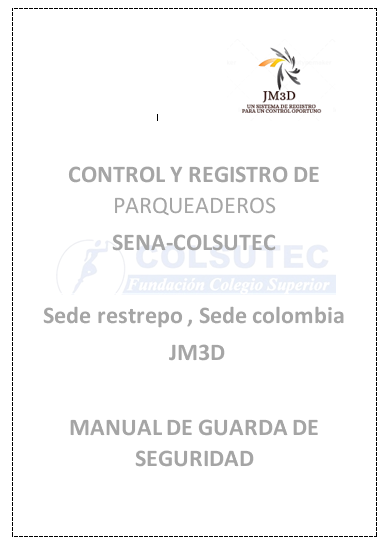 JM3D
UN SISTEMA DE REGISTRO
PARA UN CONTROL OPORTUNO
CONTROL Y REGISTRO DE
PARQUEADEROS
SENA-COLSUTEC
COLSUTEC
Fundación Colegio Superior
Sede restrepo , Sede colombia
JM3D
MANUAL DE GUARDA DE
SEGURIDAD